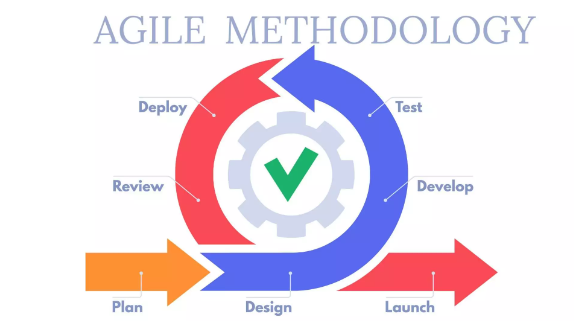 AGILE METHODOLOGY
Deploy
Test
Review
Develop
Plan
Design
Launch